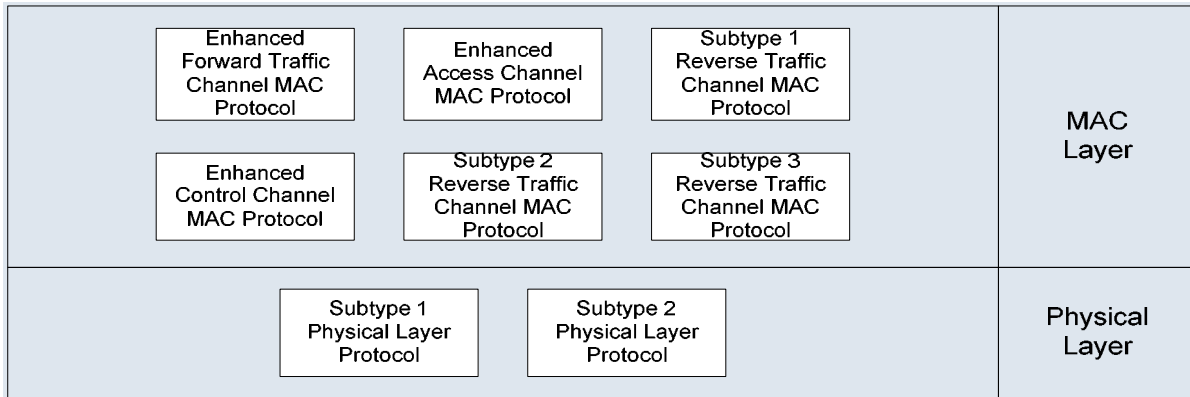 Enhanced
Forward Traffic
Channel MAC
Protocol
Enhanced
Access Channel
MAC Protocol
Subtype 1
Reverse Traffic
Channel MAC
Protocol
MAC
Layer
Enhanced
Control Channel
MAC Protocol
Subtype 2
Reverse Traffic
Channel MAC
Protocol
Subtype 3
Reverse Traffic
Channel MAC
Protocol
Subtype 1
Physical Layer
Protocol
Subtype 2
Physical Layer
Protocol
Physical
Layer